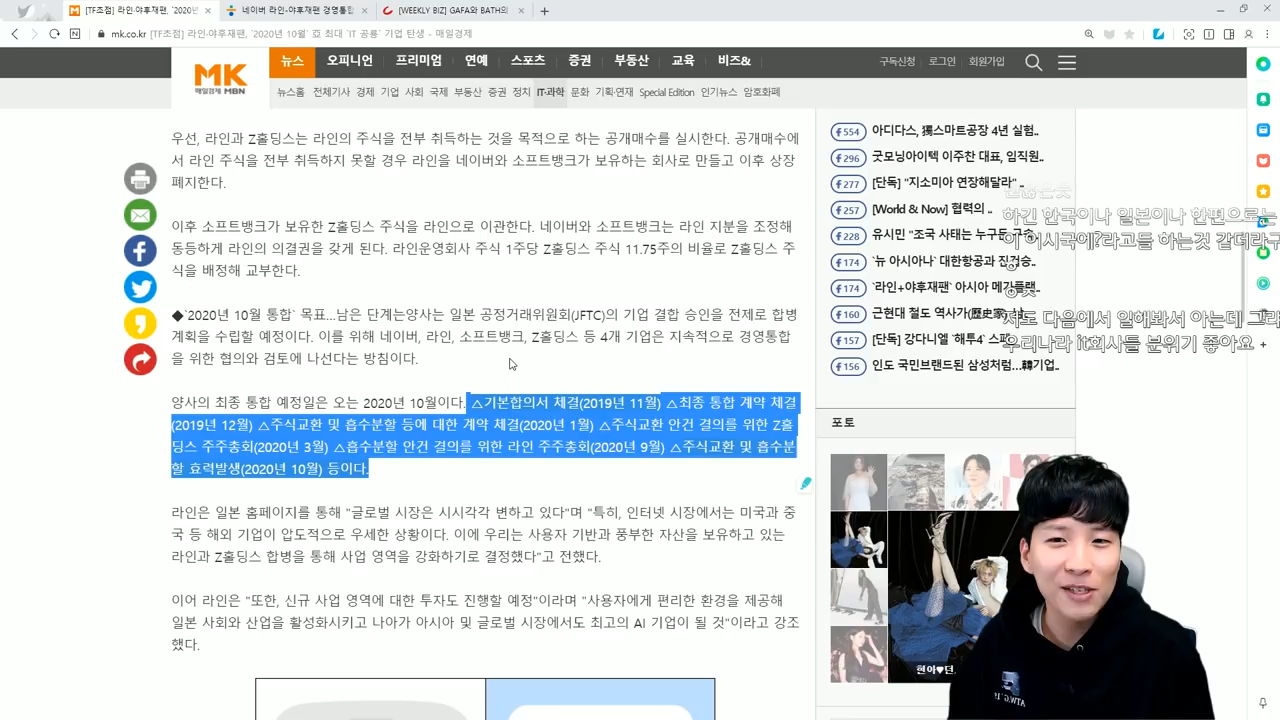 [TF초점] 라인·야후재팬, `2020년
네이버 라인-야후재팬 경영통합
[WEEKLY BIZ] GAFA와 BATH의
mk.co.kr [TF초점] 라인·야후재팬, `2020년 10월` 亞 최대 `IT 공룡` 기업 탄생 - 매일경제
MK
매일경제 MBN
뉴스 오피니언 프리미엄 연예 스포츠 증권 부동산 교육 비즈&
구독신청 로그인 회원가입
뉴스홈 전체기사 경제 기업 사회 국제 부동산 증권 정치 IT·과학 문화 기획·연재 Special Edition 인기뉴스 암호화폐
우선, 라인과 Z홀딩스는 라인의 주식을 전부 취득하는 것을 목적으로 하는 공개매수를 실시한다. 공개매수에
서 라인 주식을 전부 취득하지 못할 경우 라인을 네이버와 소프트뱅크가 보유하는 회사로 만들고 이후 상장
폐지한다.
이후 소프트뱅크가 보유한 Z홀딩스 주식을 라인으로 이관한다. 네이버와 소프트뱅크는 라인 지분을 조정해
동등하게 라인의 의결권을 갖게 된다. 라인운영회사 주식 1주당 Z홀딩스 주식 11.75주의 비율로 Z홀딩스 주
식을 배정해 교부한다.
◆`2020년 10월 통합` 목표…남은 단계는양사는 일본 공정거래위원회(JFTC)의 기업 결합 승인을 전제로 합병
계획을 수립할 예정이다. 이를 위해 네이버, 라인, 소프트뱅크, Z홀딩스 등 4개 기업은 지속적으로 경영통합
을 위한 협의와 검토에 나선다는 방침이다.
양사의 최종 통합 예정일은 오는 2020년 10월이다. △기본합의서 체결(2019년 11월) △최종 통합 계약 체결
(2019년 12월) △주식교환 및 흡수분할 등에 대한 계약 체결(2020년 1월) △주식교환 안건 결의를 위한 Z홀
딩스 주주총회(2020년 3월) △흡수분할 안건 결의를 위한 라인 주주총회(2020년 9월) △주식교환 및 흡수분
할 효력발생(2020년 10월) 등이다.
라인은 일본 홈페이지를 통해 "글로벌 시장은 시시각각 변하고 있다"며 "특히, 인터넷 시장에서는 미국과 중
국 등 해외 기업이 압도적으로 우세한 상황이다. 이에 우리는 사용자 기반과 풍부한 자산을 보유하고 있는
라인과 Z홀딩스 합병을 통해 사업 영역을 강화하기로 결정했다"고 전했다.
이어 라인은 "또한, 신규 사업 영역에 대한 투자도 진행할 예정"이라며 "사용자에게 편리한 환경을 제공해
일본 사회와 산업을 활성화시키고 나아가 아시아 및 글로벌 시장에서도 최고의 AI 기업이 될 것"이라고 강조
했다.
554 아디다스, 獨스마트공장 4년 실험..
296 굿모닝아이텍 이주찬 대표, 임직원..
277 [단독] "지소미아 연장해달라" ..
257 [World & Now] 협력의 ..
228 유시민 "조국 사태는 누구든
174 `뉴 아시아나` 대한항공과 진검승..
174 `라인+야후재팬` 아시아 메가플랜..
160 근현대 철도 역사가(歷史家)
157 [단독] 강다니엘 `해투4` 스페
156 인도 국민브랜드된 삼성처럼…韓기업..
하긴 한국이나 일본이나 한편으로는
이 이시국에?라고들 하는것 같더라구
저도 다음에서 일해봐서 아는데 그라
우리나라 it회사들 분위기 좋아요
포토
현아♥던,